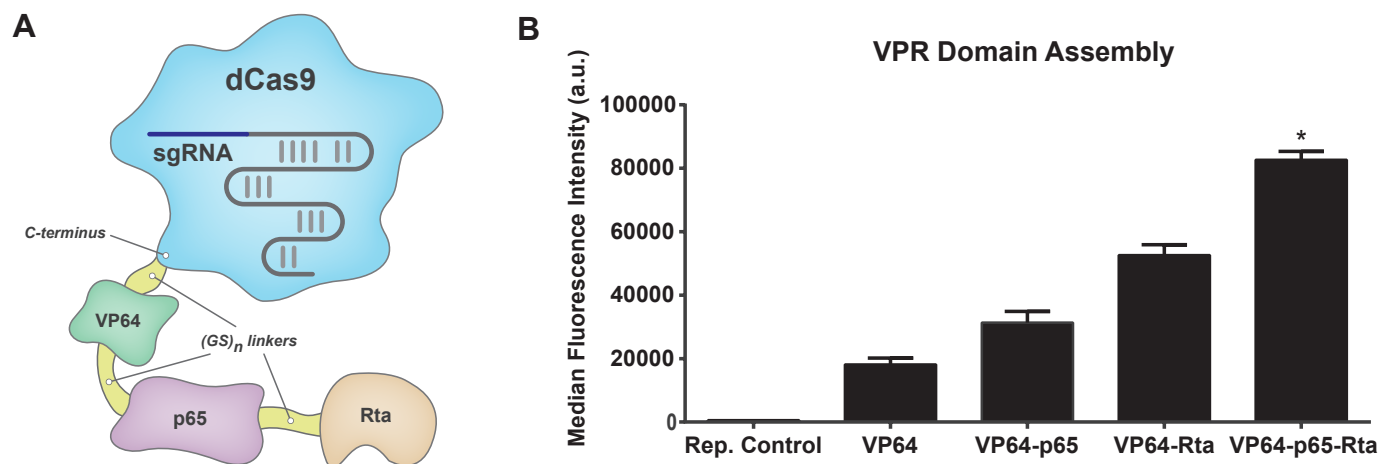 A
dCas9
sgRNA
C-terminus
VP64
(GS)n linkers
p65
Rta
B
VPR Domain Assembly
Median Fluorescence Intensity (a.u.)
100000
80000
60000
40000
20000
0
*
Rep. Control VP64 VP64-p65 VP64-Rta VP64-p65-Rta